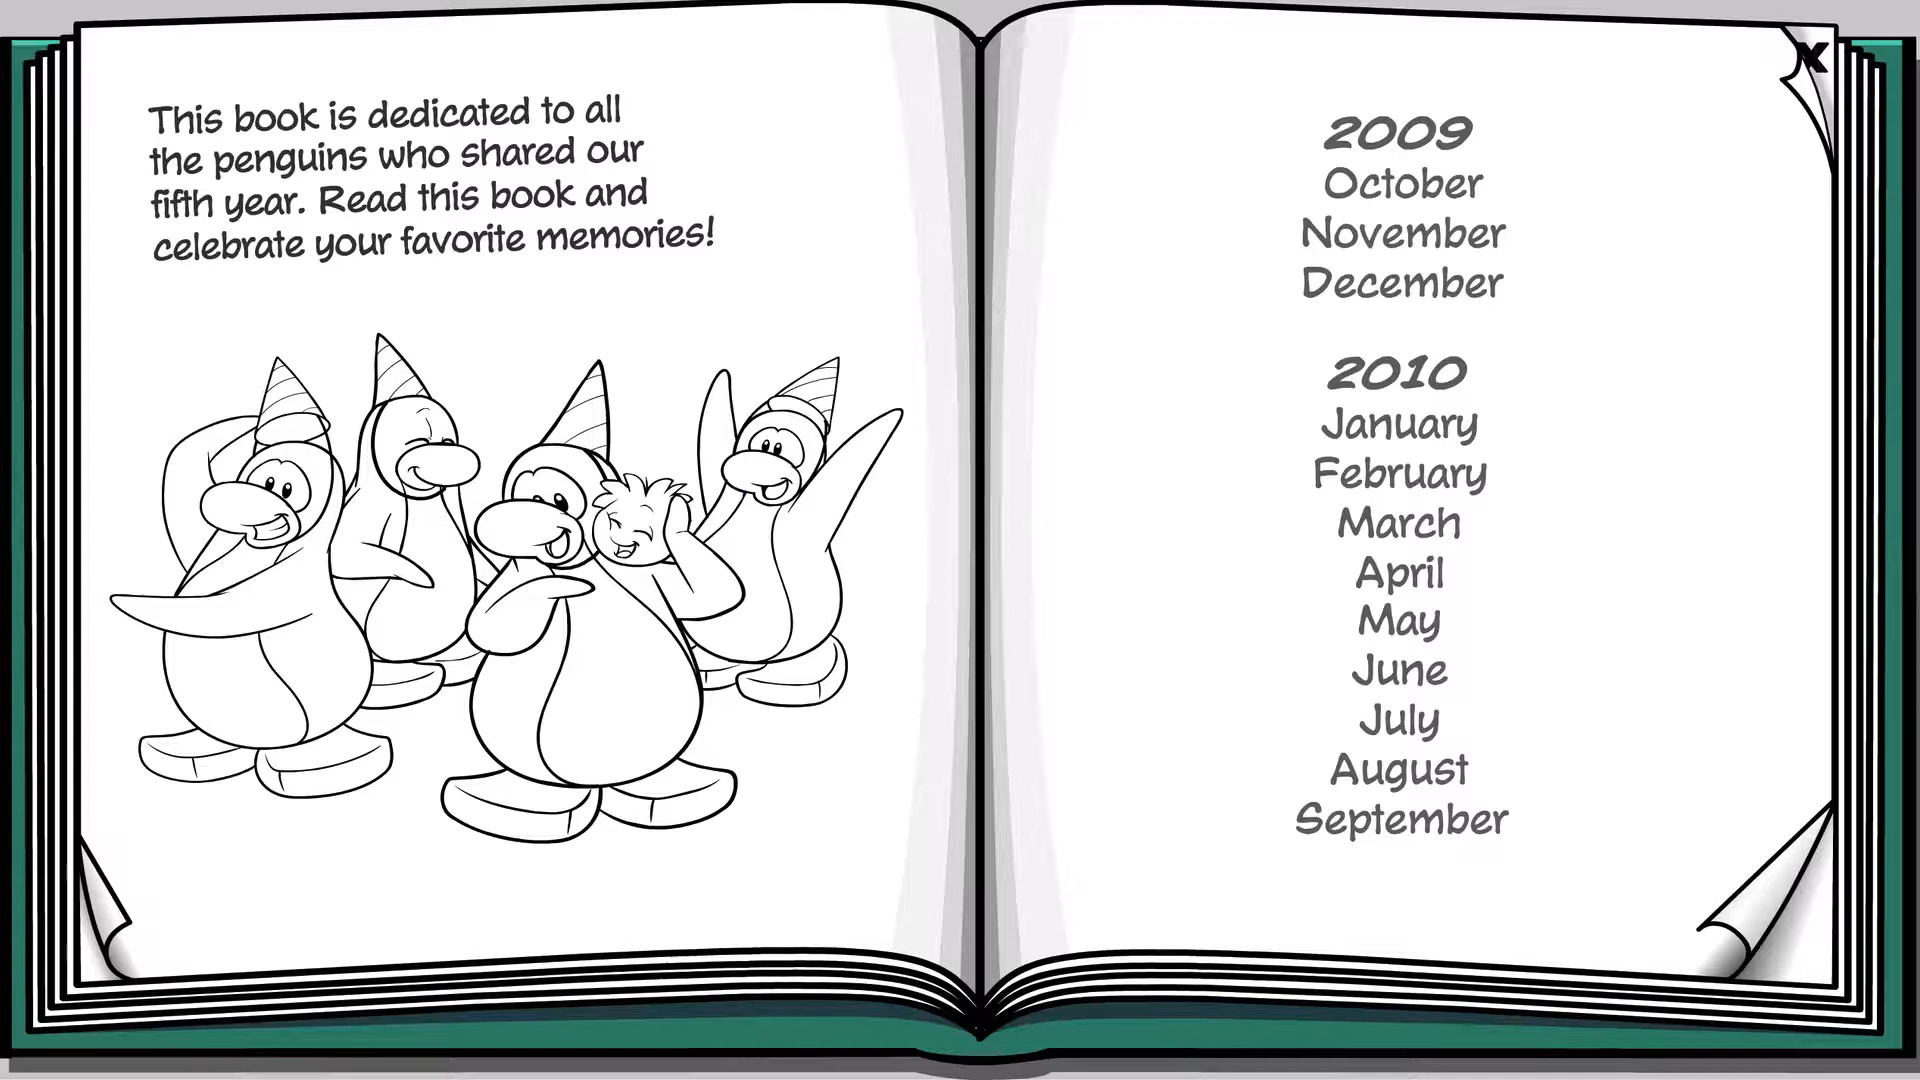 This book is dedicated to all
the penguins who shared our
fifth year. Read this book and
celebrate your favorite memories!
X
2009
October
November
December
2010
January
February
March
April
May
June
July
August
September